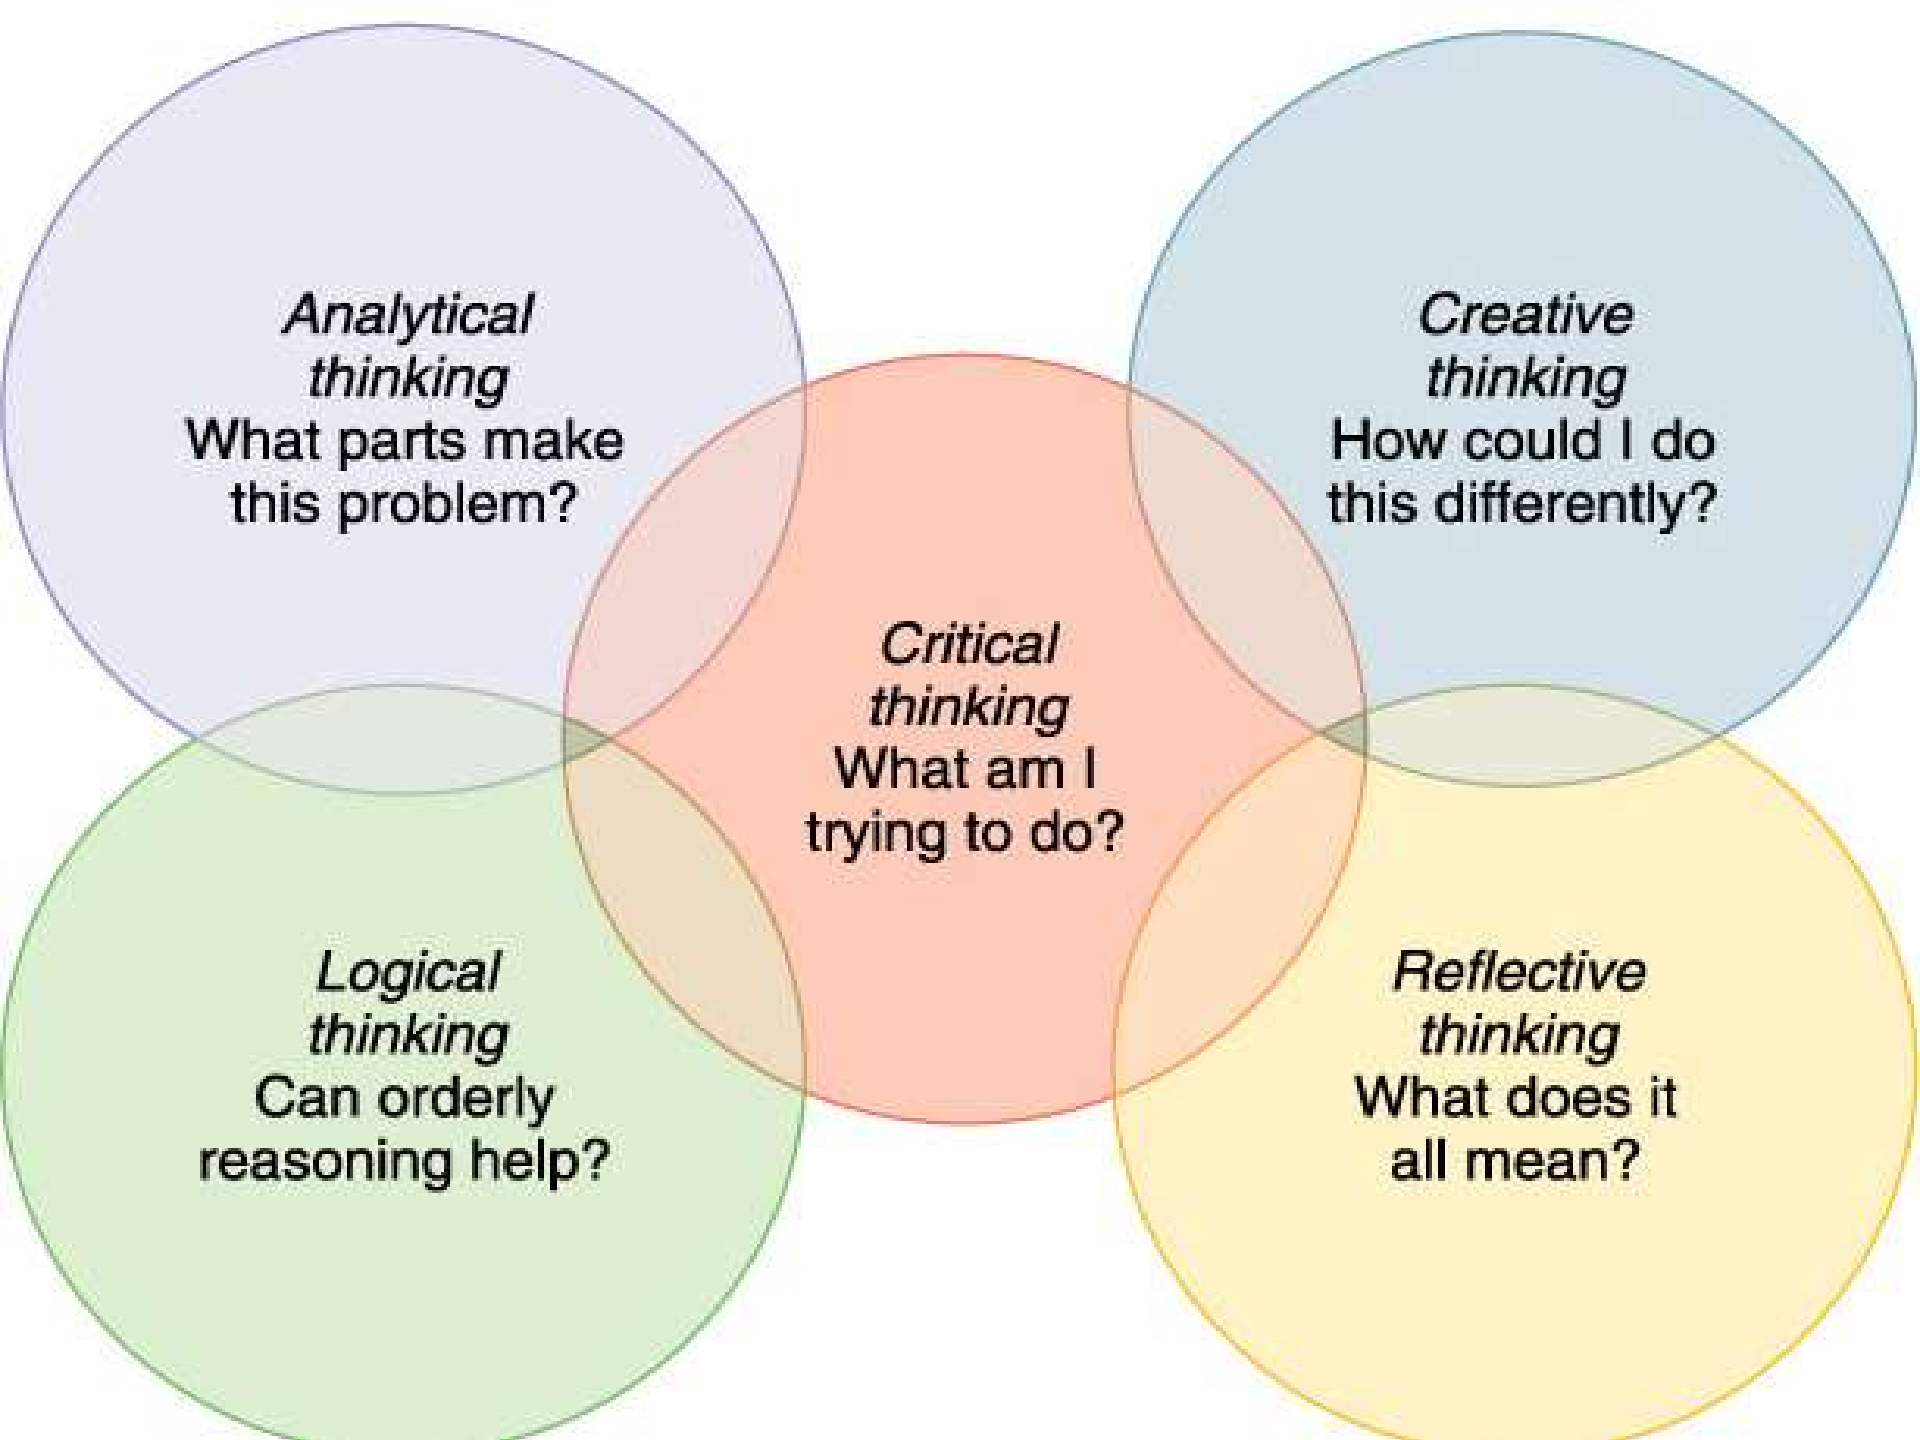 Analytical
thinking
What parts make
this problem?
Creative
thinking
How could I do
this differently?
Critical
thinking
What am I
trying to do?
Logical
thinking
Can orderly
reasoning help?
Reflective
thinking
What does it
all mean?